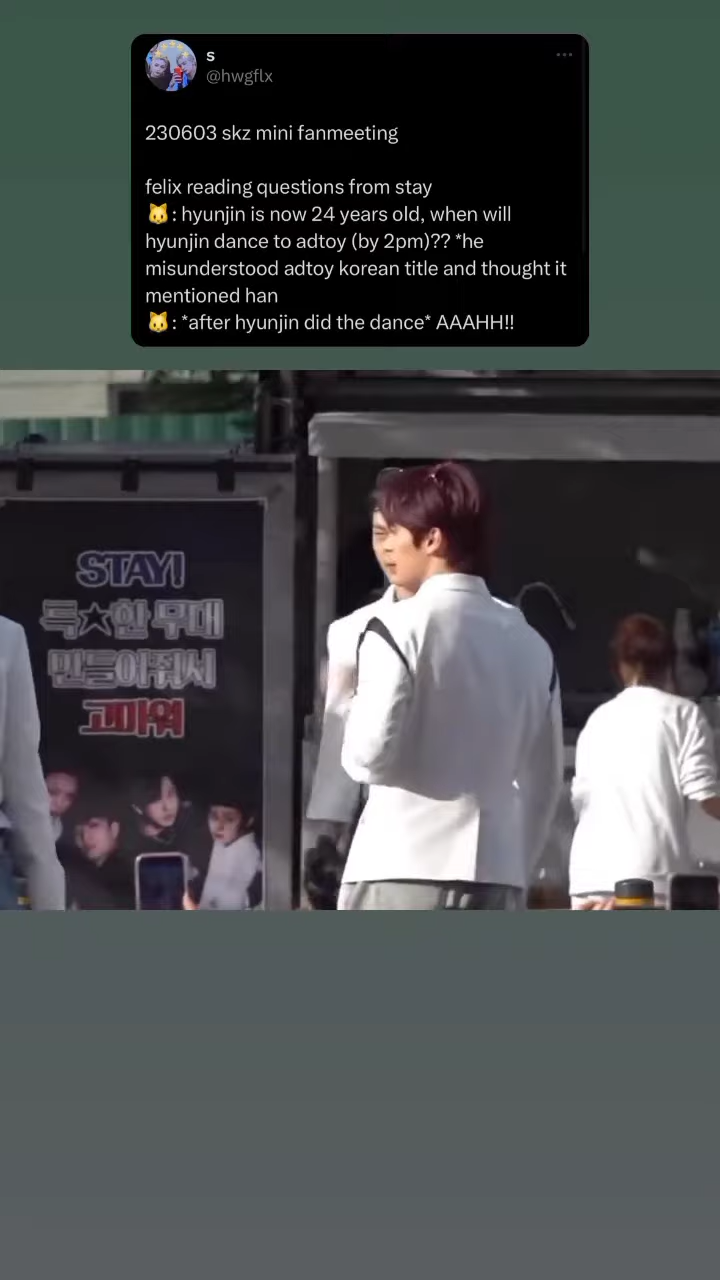 s
@hwgflx
230603 skz mini fanmeeting
felix reading questions from stay
🐱: hyunjin is now 24 years old, when will
hyunjin dance to adtoy (by 2pm)?? *he
misunderstood adtoy korean title and thought it
mentioned han
🐱: *after hyunjin did the dance* AAAHH!!
STAY!
특★한 무대
만들어줘서
고마워